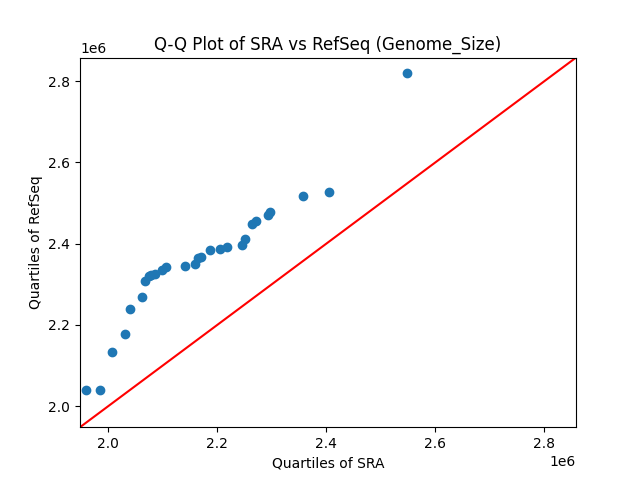 Q-Q Plot of SRA vs RefSeq (Genome_Size)
1e6
2.8
2.6
2.4
2.2
2.0
Quartiles of RefSeq
2.0 2.2 2.4 2.6 2.8
1e6
Quartiles of SRA